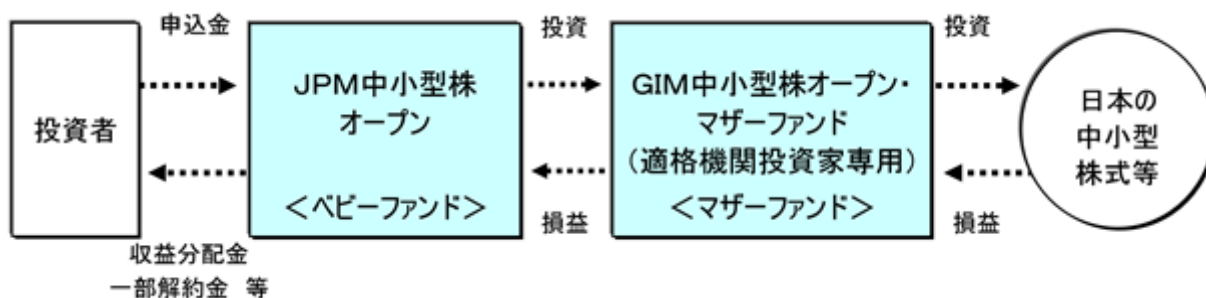 申込金
投資
投資
投資者
JPM中小型株
オープン
<ベビーファンド>
GIM中小型株オープン・
マザーファンド
(適格機関投資家専用)
<マザーファンド>
日本の
中小型
株式等
収益分配金
一部解約金 等
損益
損益